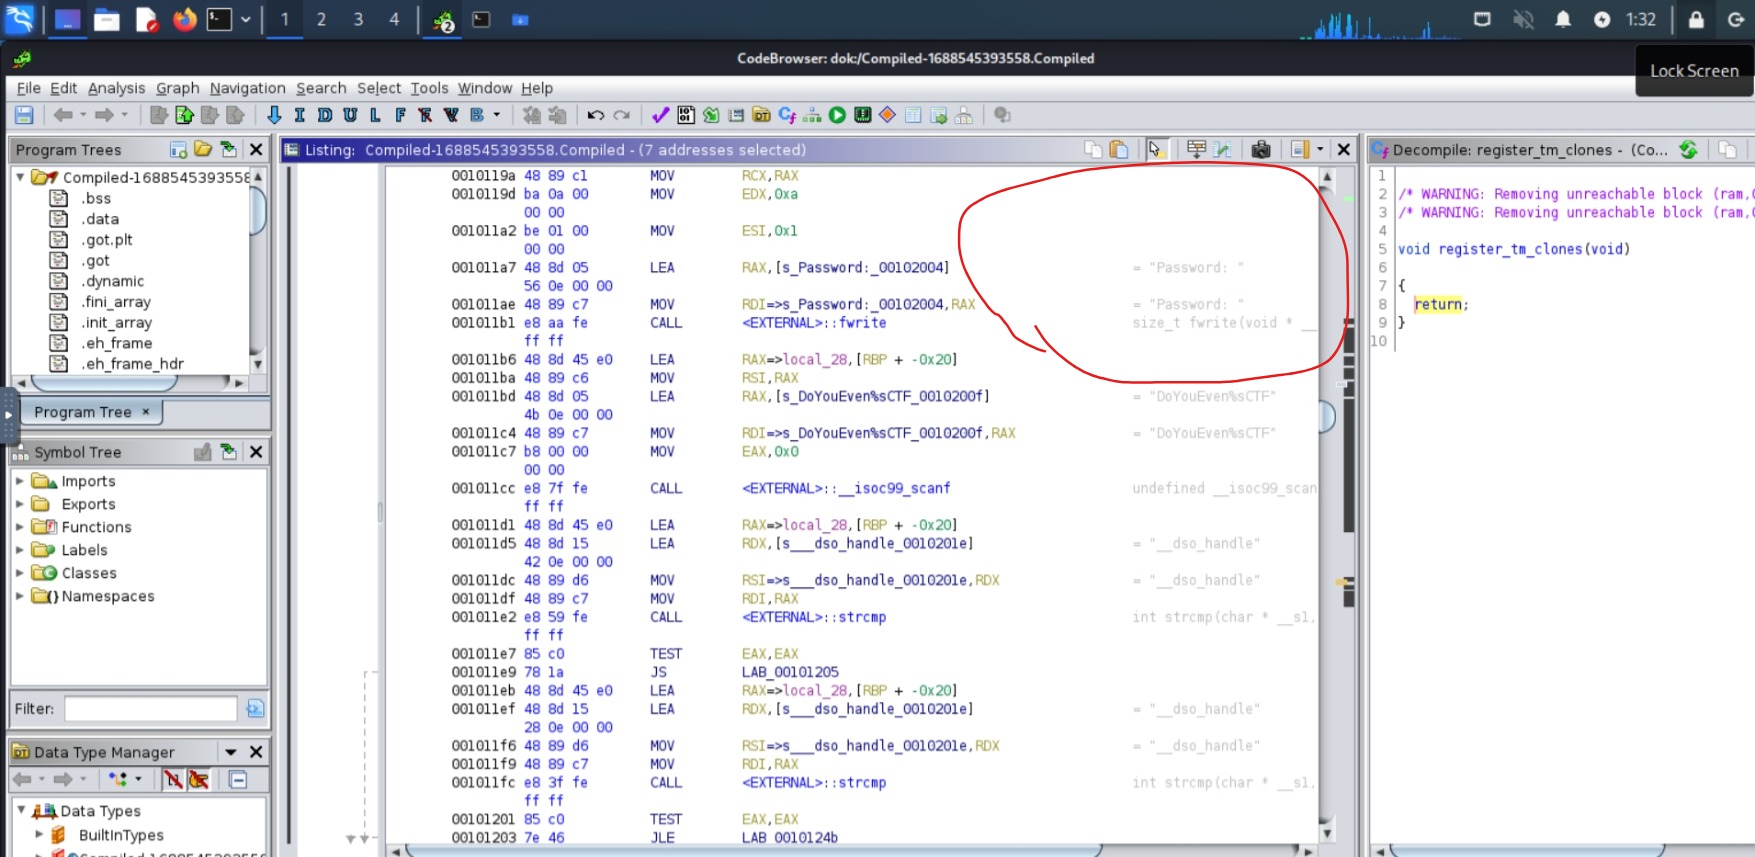 1 2 3 4 2 1:32
CodeBrowser: dok:/Compiled-1688545393558.Compiled
Lock Screen
File Edit Analysis Graph Navigation Search Select Tools Window Help
I D U L F B
Program Trees
Compiled-1688545393558
.bss
.data
.got.plt
.got
.dynamic
.fini_array
.init_array
.eh_frame
.eh_frame_hdr
Program Tree ×
Symbol Tree
Imports
Exports
Functions
Labels
Classes
Namespaces
Filter:
Data Type Manager
Data Types
BuiltInTypes
Listing: Compiled-1688545393558.Compiled - (7 addresses selected)
0010119a 48 89 c1 MOV RCX,RAX
0010119d ba 0a 00 MOV EDX,0xa
00 00
001011a2 be 01 00 MOV ESI,0x1
00 00
001011a7 48 8d 05 LEA RAX,[s_Password:_00102004] = "Password: "
56 0e 00 00
001011ae 48 89 c7 MOV RDI=>s_Password:_00102004,RAX = "Password: "
001011b1 e8 aa fe CALL <EXTERNAL>::fwrite size_t fwrite(void * __
ff ff
001011b6 48 8d 45 e0 LEA RAX=>local_28,[RBP + -0x20]
001011ba 48 89 c6 MOV RSI,RAX
001011bd 48 8d 05 LEA RAX,[s_DoYouEven%sCTF_0010200f] = "DoYouEven%sCTF"
4b 0e 00 00
001011c4 48 89 c7 MOV RDI=>s_DoYouEven%sCTF_0010200f,RAX = "DoYouEven%sCTF"
001011c7 b8 00 00 MOV EAX,0x0
00 00
001011cc e8 7f fe CALL <EXTERNAL>::__isoc99_scanf undefined __isoc99_scan
ff ff
001011d1 48 8d 45 e0 LEA RAX=>local_28,[RBP + -0x20]
001011d5 48 8d 15 LEA RDX,[s___dso_handle_0010201e] = "__dso_handle"
42 0e 00 00
001011dc 48 89 d6 MOV RSI=>s___dso_handle_0010201e,RDX = "__dso_handle"
001011df 48 89 c7 MOV RDI,RAX
001011e2 e8 59 fe CALL <EXTERNAL>::strcmp int strcmp(char * __s1,
ff ff
001011e7 85 c0 TEST EAX,EAX
001011e9 78 1a JS LAB_00101205
001011eb 48 8d 45 e0 LEA RAX=>local_28,[RBP + -0x20]
001011ef 48 8d 15 LEA RDX,[s___dso_handle_0010201e] = "__dso_handle"
28 0e 00 00
001011f6 48 89 d6 MOV RSI=>s___dso_handle_0010201e,RDX = "__dso_handle"
001011f9 48 89 c7 MOV RDI,RAX
001011fc e8 3f fe CALL <EXTERNAL>::strcmp int strcmp(char * __s1,
ff ff
00101201 85 c0 TEST EAX,EAX
00101203 7e 46 JLE LAB_0010124b
Decompile: register_tm_clones - (Co...
1
2 /* WARNING: Removing unreachable block (ram,
3 /* WARNING: Removing unreachable block (ram,
4
5 void register_tm_clones(void)
6
7 {
8 return;
9 }
10